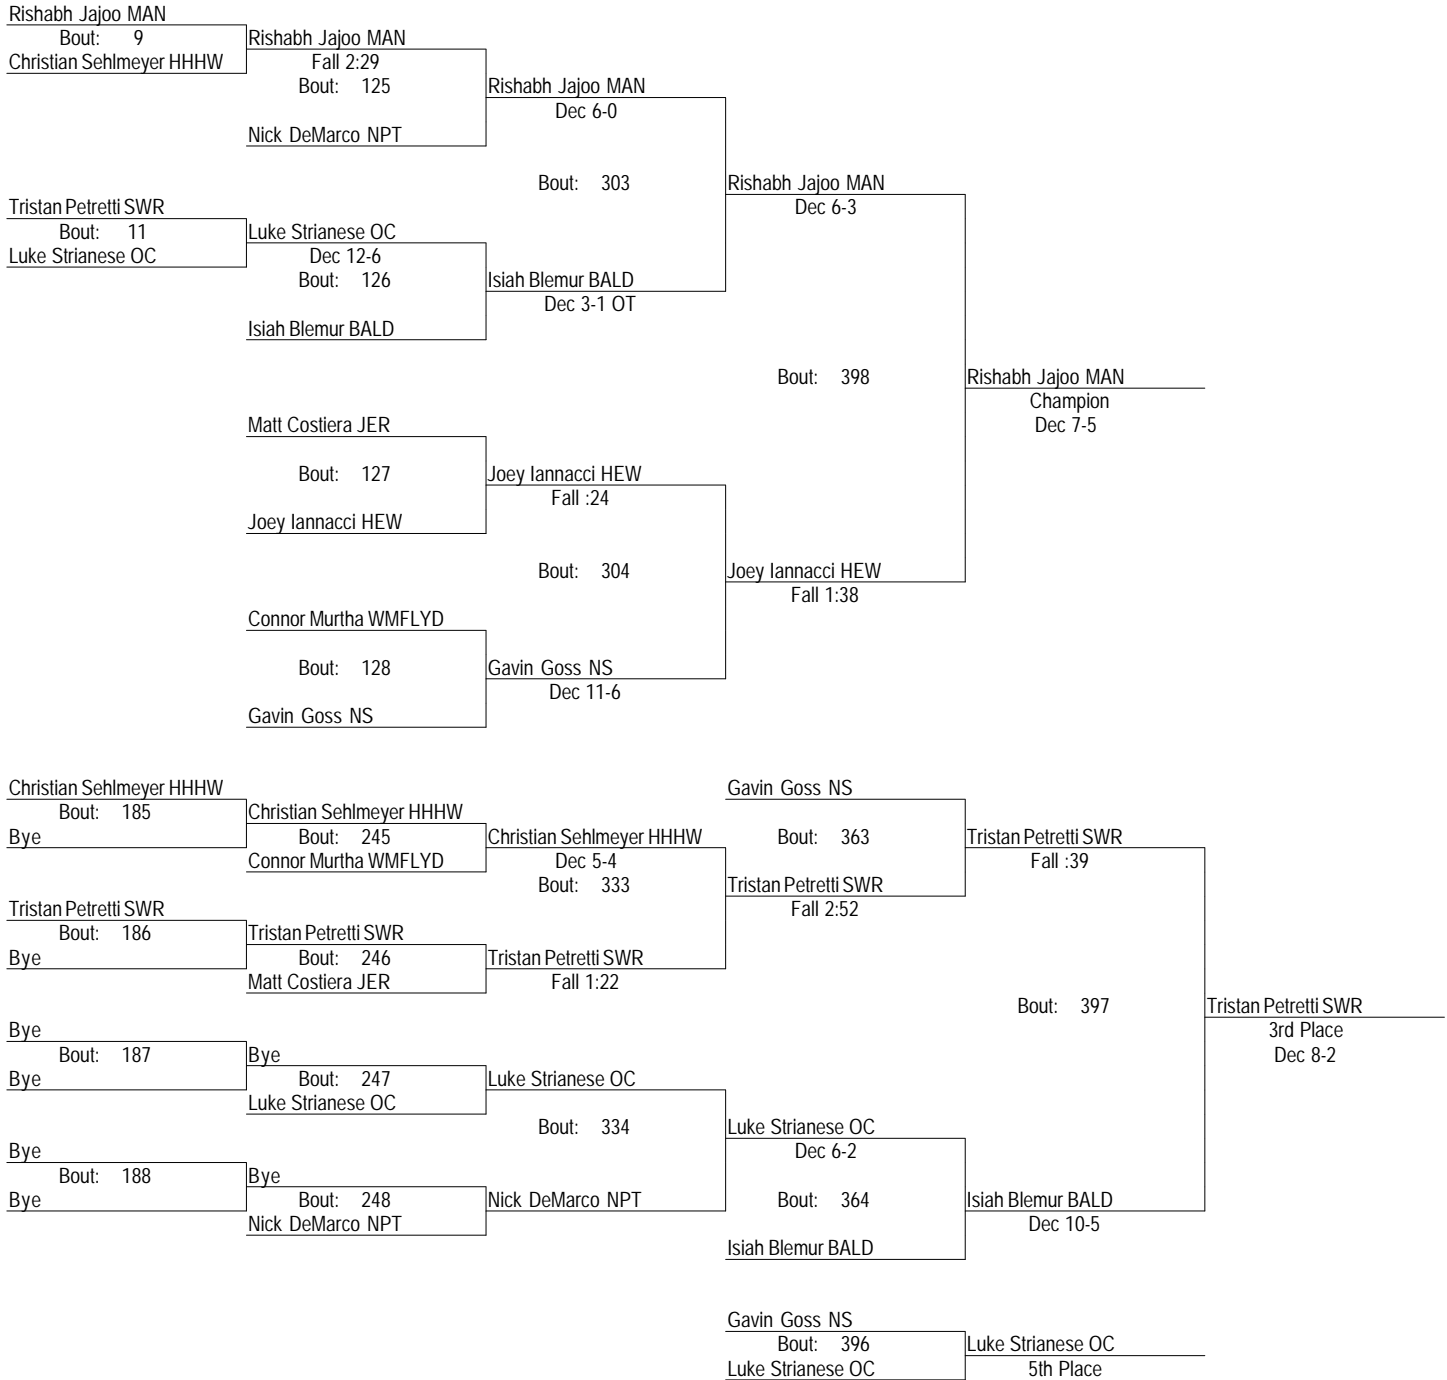 Rishabh Jajoo MAN
Bout: 9
Rishabh Jajoo MAN
Christian Sehlmeyer HHHW
Fall 2:29
Bout: 125
Rishabh Jajoo MAN
Dec 6-0
Nick DeMarco NPT
Bout: 303
Rishabh Jajoo MAN
Dec 6-3
Tristan Petretti SWR
Bout: 11
Luke Strianese OC
Luke Strianese OC
Dec 12-6
Bout: 126
Isiah Blemur BALD
Dec 3-1 OT
Isiah Blemur BALD
Bout: 398
Rishabh Jajoo MAN
Champion
Dec 7-5
Matt Costiera JER
Bout: 127
Joey Iannacci HEW
Fall :24
Joey Iannacci HEW
Bout: 304
Joey Iannacci HEW
Fall 1:38
Connor Murtha WMFLYD
Bout: 128
Gavin Goss NS
Dec 11-6
Gavin Goss NS
Christian Sehlmeyer HHHW
Bout: 185
Bye
Christian Sehlmeyer HHHW
Bout: 245
Connor Murtha WMFLYD
Christian Sehlmeyer HHHW
Dec 5-4
Bout: 333
Gavin Goss NS
Bout: 363
Tristan Petretti SWR
Fall 2:52
Tristan Petretti SWR
Fall :39
Tristan Petretti SWR
Bout: 186
Bye
Tristan Petretti SWR
Bout: 246
Matt Costiera JER
Tristan Petretti SWR
Fall 1:22
Bout: 397
Tristan Petretti SWR
3rd Place
Dec 8-2
Bye
Bout: 187
Bye
Bye
Bout: 247
Luke Strianese OC
Luke Strianese OC
Bout: 334
Luke Strianese OC
Dec 6-2
Bye
Bout: 188
Bye
Bye
Bout: 248
Nick DeMarco NPT
Nick DeMarco NPT
Bout: 364
Isiah Blemur BALD
Isiah Blemur BALD
Dec 10-5
Gavin Goss NS
Bout: 396
Luke Strianese OC
Luke Strianese OC
5th Place